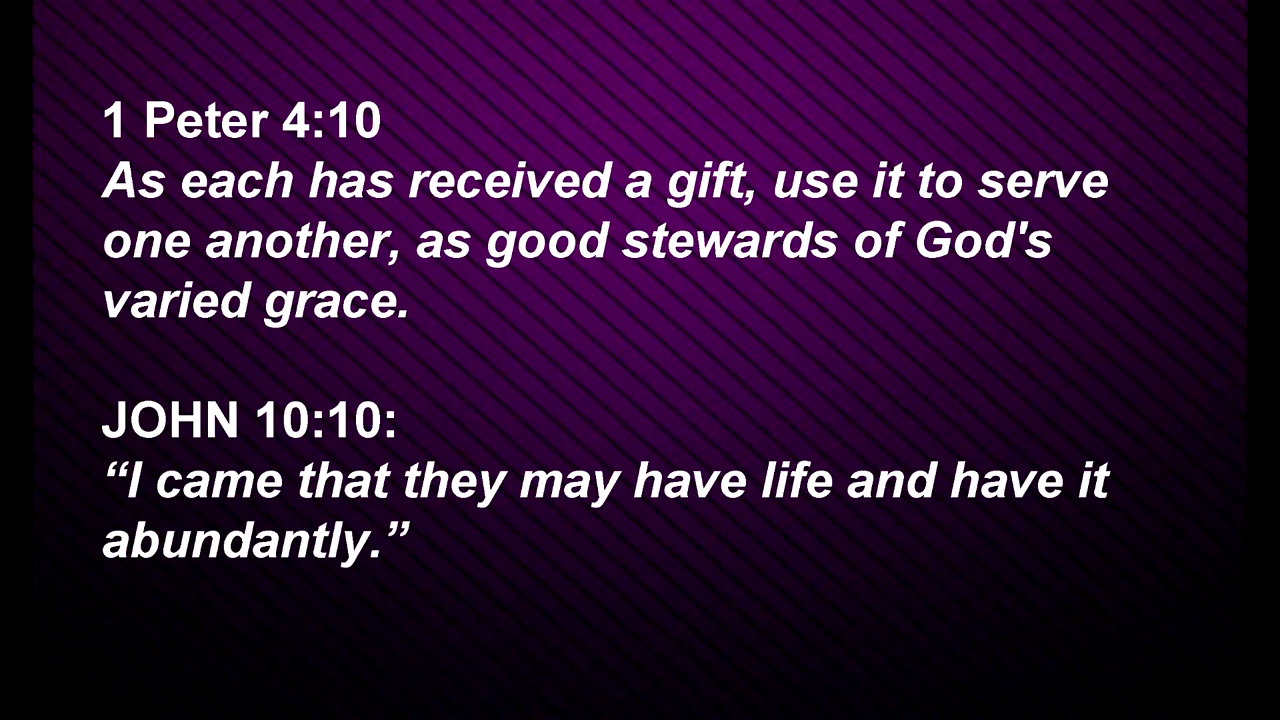 1 Peter 4:10
As each has received a gift, use it to serve
one another, as good stewards of God's
varied grace.
JOHN 10:10:
“I came that they may have life and have it
abundantly.”